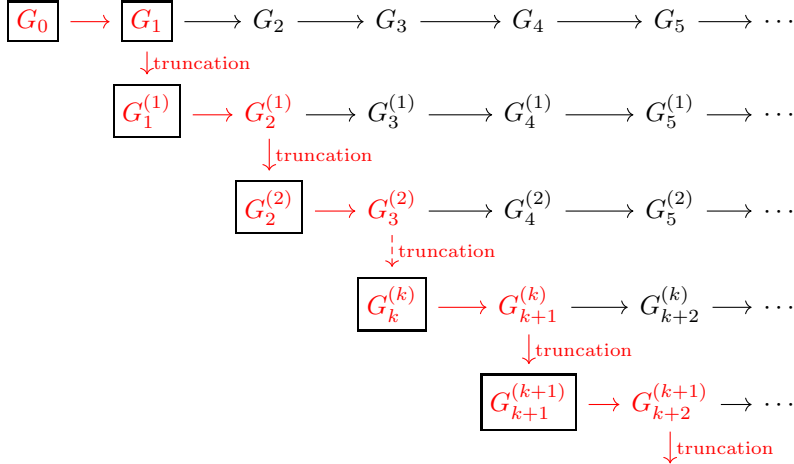 G_0 → G_1 → G_2 → G_3 → G_4 → G_5 → ⋯
truncation
G_1^{(1)} → G_2^{(1)} → G_3^{(1)} → G_4^{(1)} → G_5^{(1)} → ⋯
truncation
G_2^{(2)} → G_3^{(2)} → G_4^{(2)} → G_5^{(2)} → ⋯
truncation
G_k^{(k)} → G_{k+1}^{(k)} → G_{k+2}^{(k)} → ⋯
truncation
G_{k+1}^{(k+1)} → G_{k+2}^{(k+1)} → ⋯
truncation